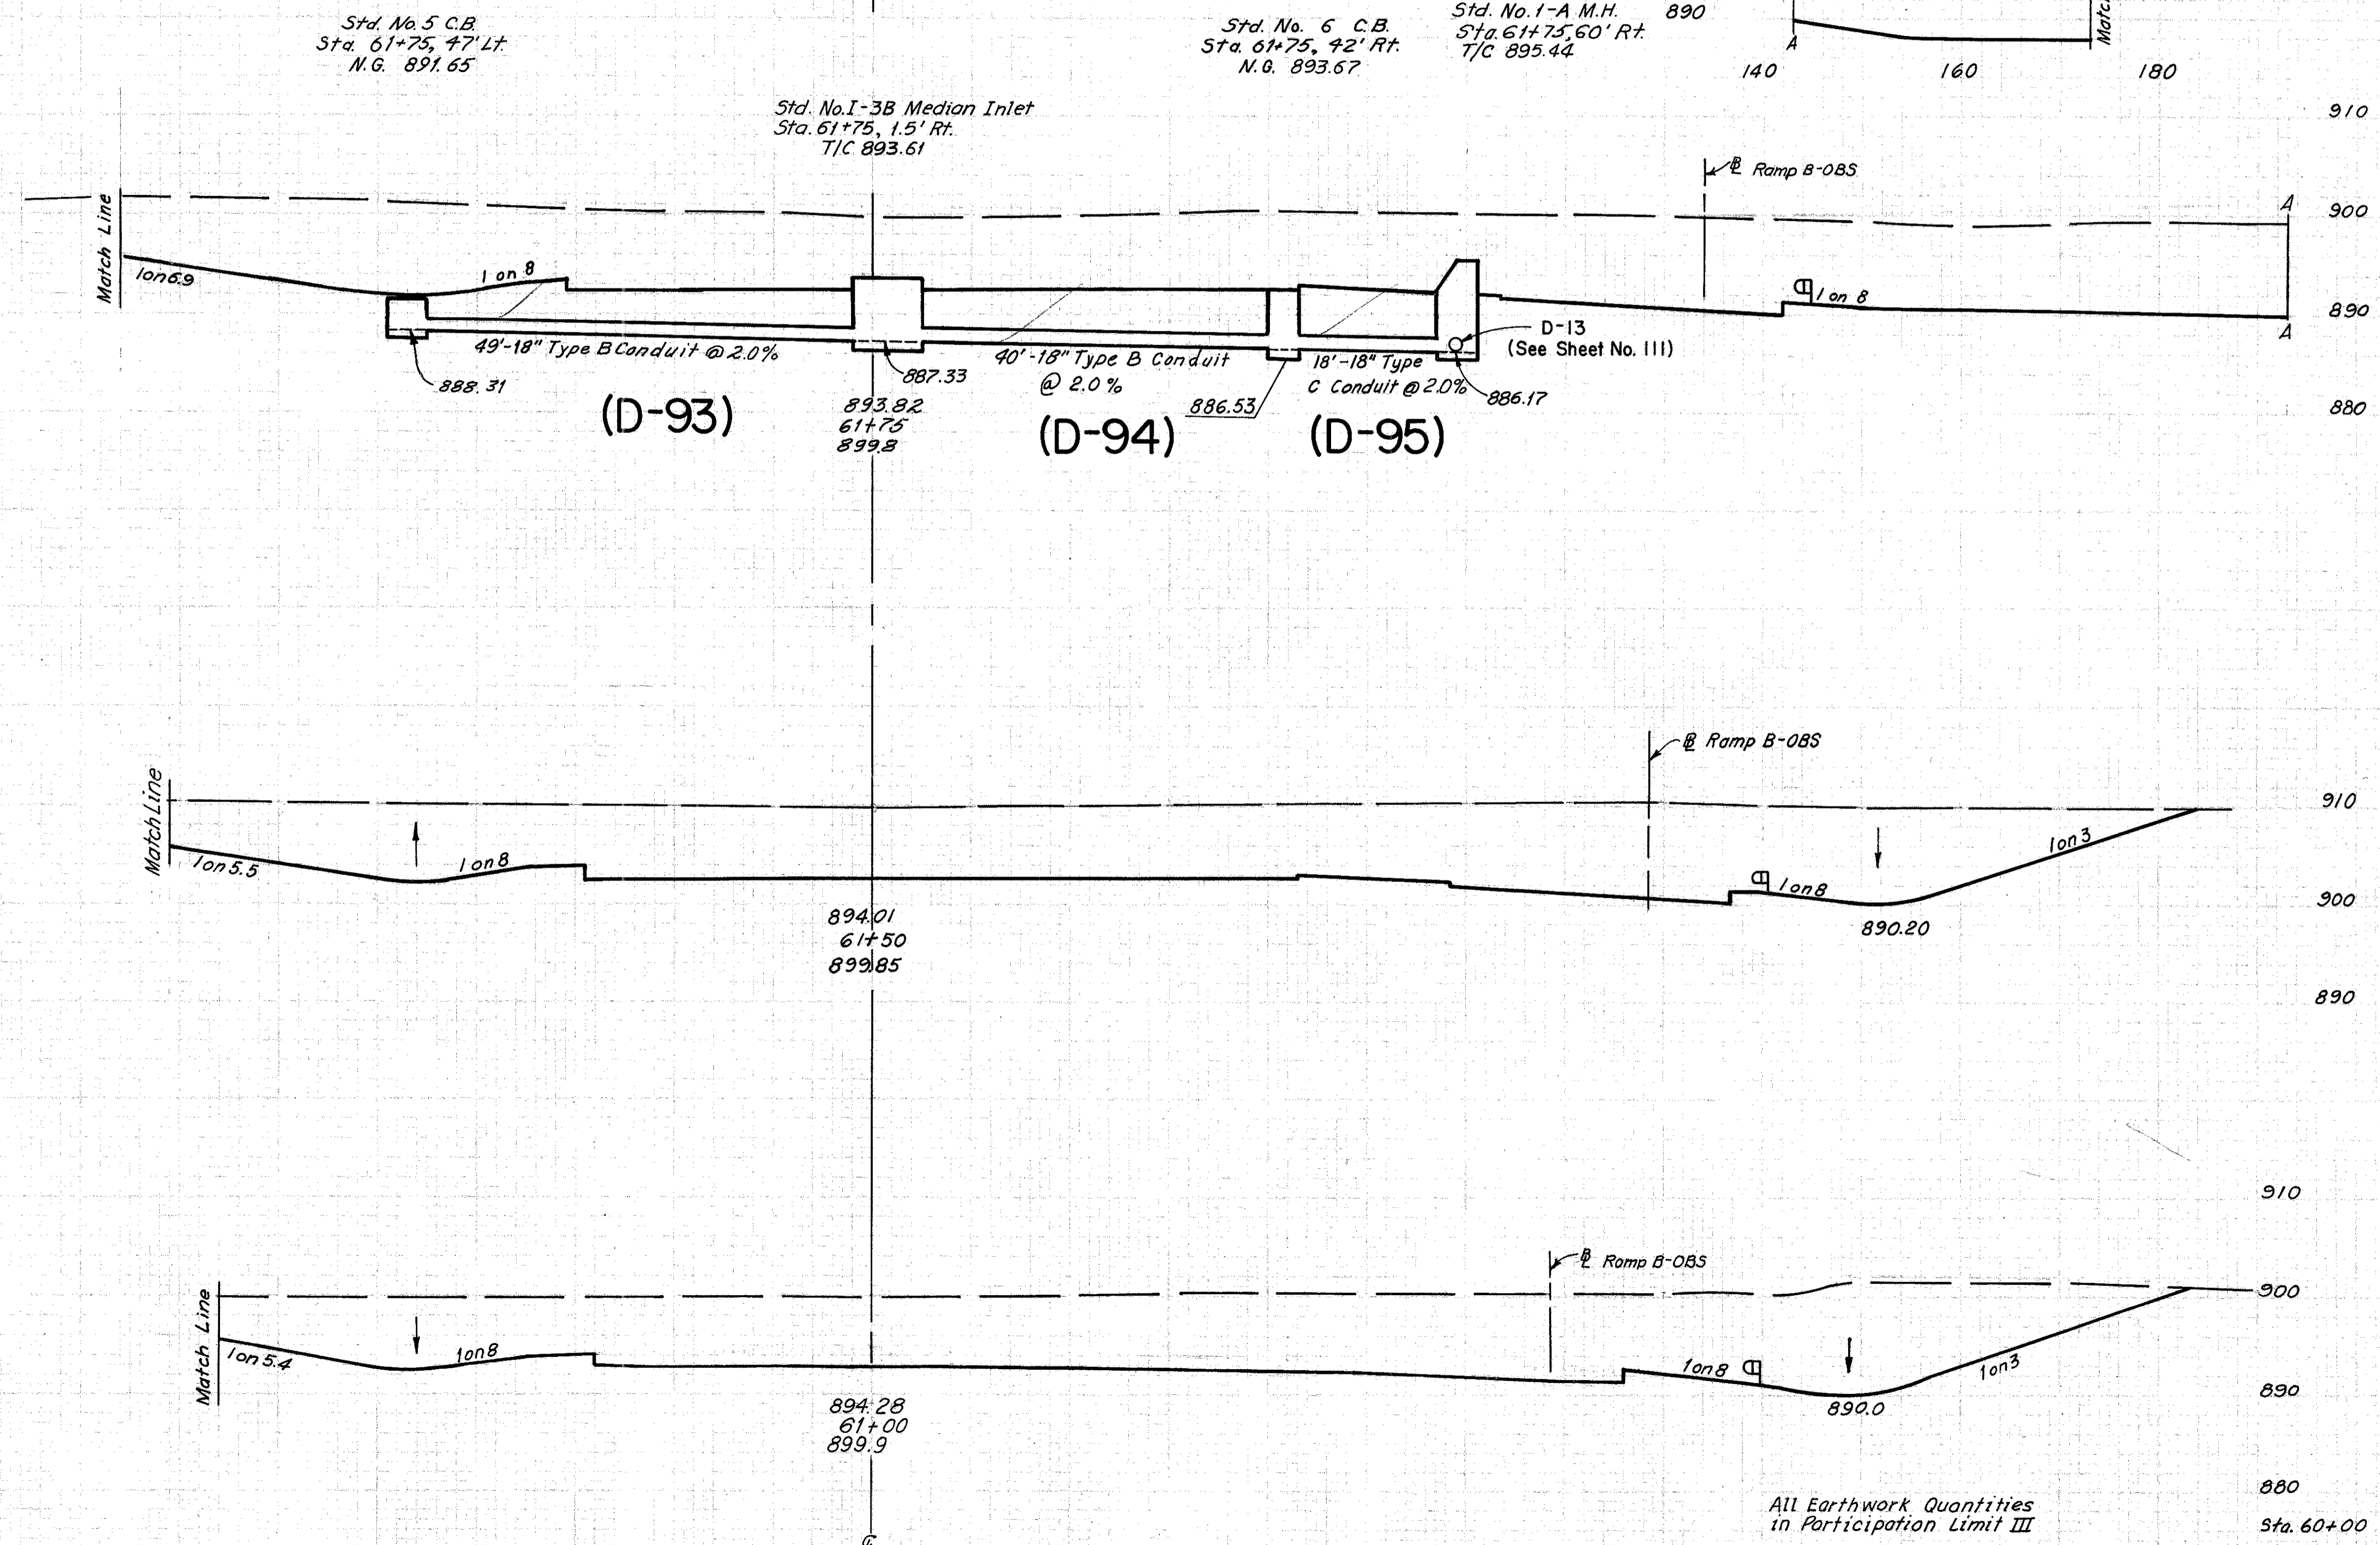 Std. No. 5 C.B.
Sta. 61+75, 47' Lt.
N.G. 891.65
Std. No. 6 C.B.
Sta. 61+75, 42' Rt.
N.G. 893.67
Std. No. 1-A M.H.
Sta. 61+75, 60' Rt.
T/C 895.44
890
A
140
160
180
Std. No. I-3B Median Inlet
Sta. 61+75, 1.5' Rt.
T/C 893.61
910
Match Line
℄ Ramp B-OBS
A
900
1 on 6.9
1 on 8
1 on 8
890
A
D-13
(See Sheet No. III)
49'-18" Type B Conduit @ 2.0%
40'-18" Type B Conduit
@ 2.0%
18'-18" Type
C Conduit @ 2.0%
888.31
887.33
886.53
886.17
880
(D-93)
893.82
61+75
899.8
(D-94)
(D-95)
℄ Ramp B-OBS
Match Line
910
1 on 5.5
1 on 8
1 on 8
1 on 3
900
894.01
61+50
899.85
890.20
890
910
℄ Ramp B-OBS
Match Line
900
1 on 5.4
1 on 8
1 on 8
1 on 3
890
894.28
61+00
899.9
890.0
880
All Earthwork Quantities
in Participation Limit III
Sta. 60+00